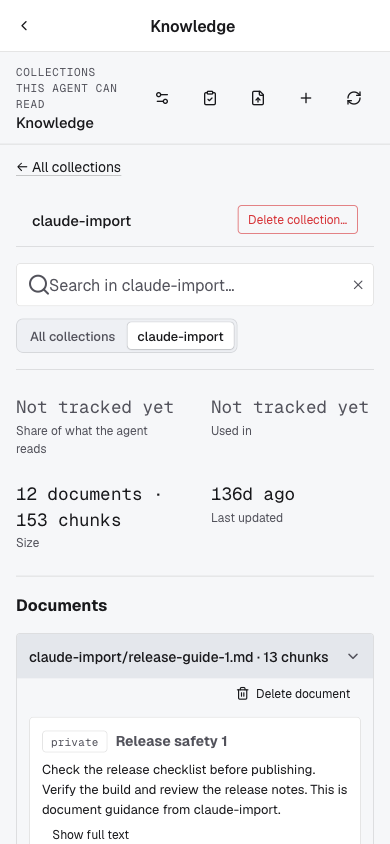 Knowledge
COLLECTIONS
THIS AGENT CAN
READ
Knowledge
← All collections
claude-import
Delete collection…
Search in claude-import…
All collections
claude-import
Not tracked yet
Share of what the agent
reads
Not tracked yet
Used in
12 documents ·
153 chunks
Size
136d ago
Last updated
Documents
claude-import/release-guide-1.md · 13 chunks
Delete document
private
Release safety 1
Check the release checklist before publishing.
Verify the build and review the release notes. This is
document guidance from claude-import.
Show full text